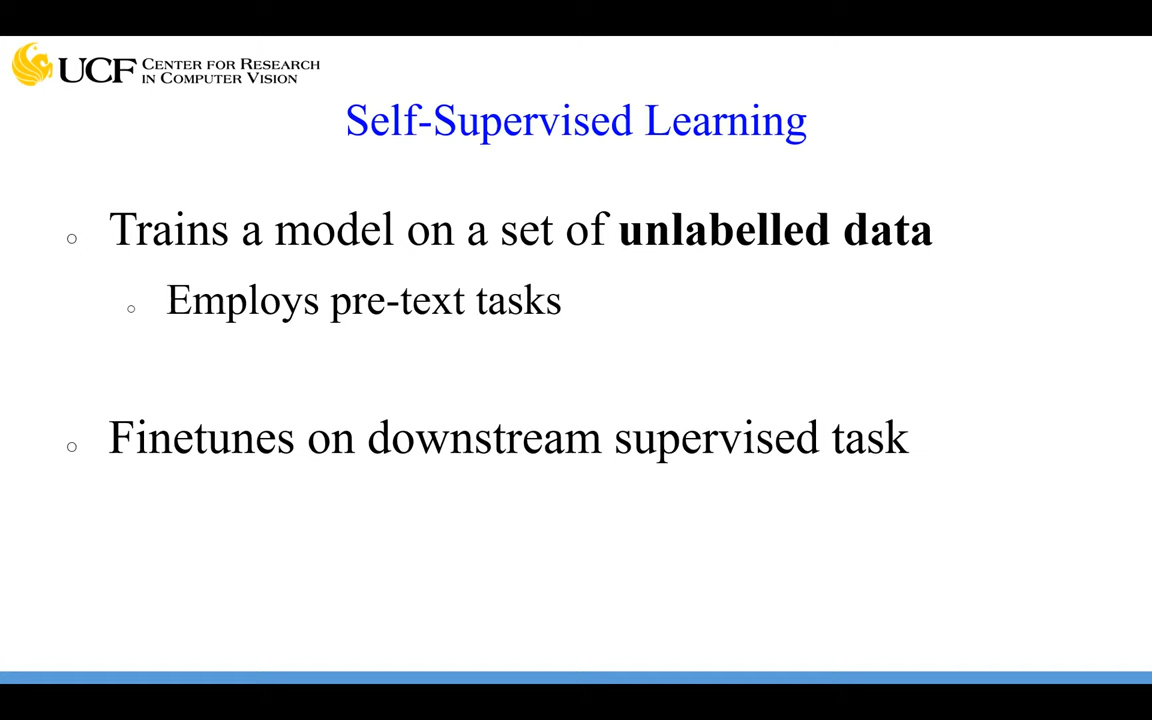 UCF CENTER FOR RESEARCH
IN COMPUTER VISION
Self-Supervised Learning
Trains a model on a set of unlabelled data
Employs pre-text tasks
Finetunes on downstream supervised task